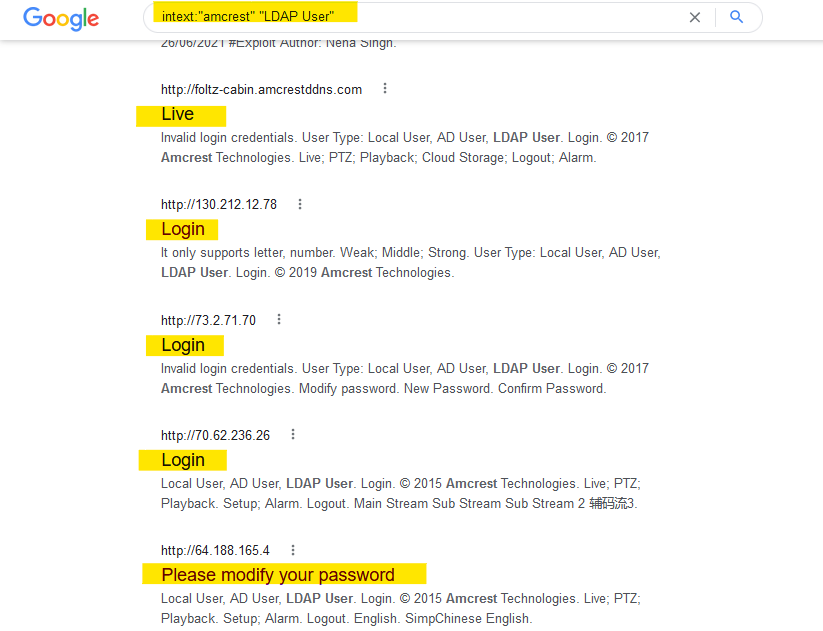 Google
intext:"amcrest" "LDAP User"
26/06/2021 #Exploit Author: Neha Singh.
http://foltz-cabin.amcrestddns.com
Live
Invalid login credentials. User Type: Local User, AD User, LDAP User. Login. © 2017
Amcrest Technologies. Live; PTZ; Playback; Cloud Storage; Logout; Alarm.
http://130.212.12.78
Login
It only supports letter, number. Weak; Middle; Strong. User Type: Local User, AD User,
LDAP User. Login. © 2019 Amcrest Technologies.
http://73.2.71.70
Login
Invalid login credentials. User Type: Local User, AD User, LDAP User. Login. © 2017
Amcrest Technologies. Modify password. New Password. Confirm Password.
http://70.62.236.26
Login
Local User, AD User, LDAP User. Login. © 2015 Amcrest Technologies. Live; PTZ;
Playback. Setup; Alarm. Logout. Main Stream Sub Stream Sub Stream 2 辅码流3.
http://64.188.165.4
Please modify your password
Local User, AD User, LDAP User. Login. © 2015 Amcrest Technologies. Live; PTZ;
Playback. Setup; Alarm. Logout. English. SimpChinese English.